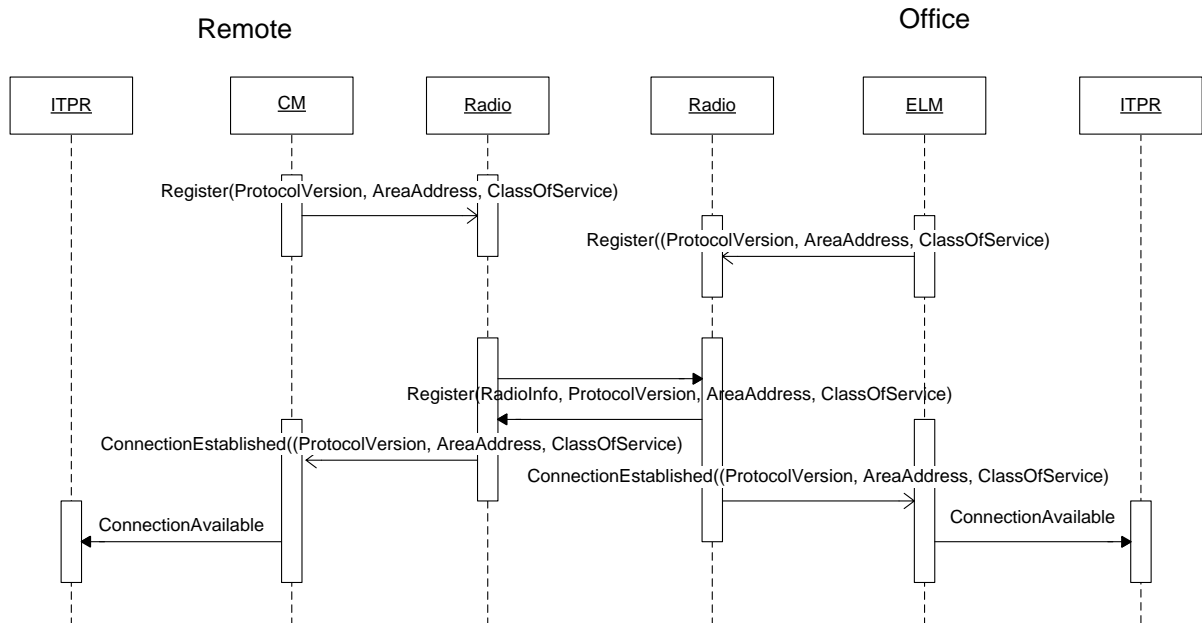 Remote
Office
ITPR
CM
Radio
Radio
ELM
ITPR
Register(ProtocolVersion, AreaAddress, ClassOfService)
Register((ProtocolVersion, AreaAddress, ClassOfService)
Register(RadioInfo, ProtocolVersion, AreaAddress, ClassOfService)
ConnectionEstablished((ProtocolVersion, AreaAddress, ClassOfService)
ConnectionEstablished((ProtocolVersion, AreaAddress, ClassOfService)
ConnectionAvailable
ConnectionAvailable